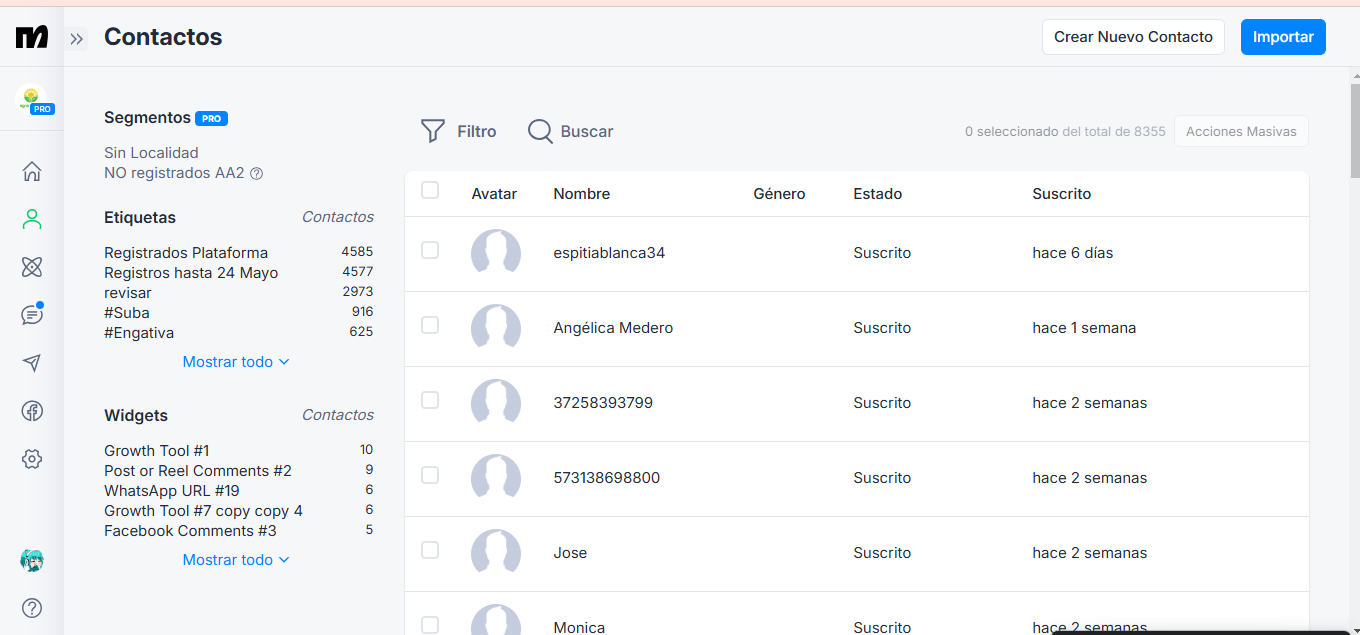 Contactos
Crear Nuevo Contacto
Importar
PRO
Segmentos PRO
Sin Localidad
NO registrados AA2
Etiquetas Contactos
Registrados Plataforma 4585
Registros hasta 24 Mayo 4577
revisar 2973
#Suba 916
#Engativa 625
Mostrar todo
Widgets Contactos
Growth Tool #1 10
Post or Reel Comments #2 9
WhatsApp URL #19 6
Growth Tool #7 copy copy 4 6
Facebook Comments #3 5
Mostrar todo
Filtro Buscar 0 seleccionado del total de 8355 Acciones Masivas
Avatar Nombre Género Estado Suscrito
espitiablanca34 Suscrito hace 6 días
Angélica Medero Suscrito hace 1 semana
37258393799 Suscrito hace 2 semanas
573138698800 Suscrito hace 2 semanas
Jose Suscrito hace 2 semanas
Monica Suscrito hace 2 semanas